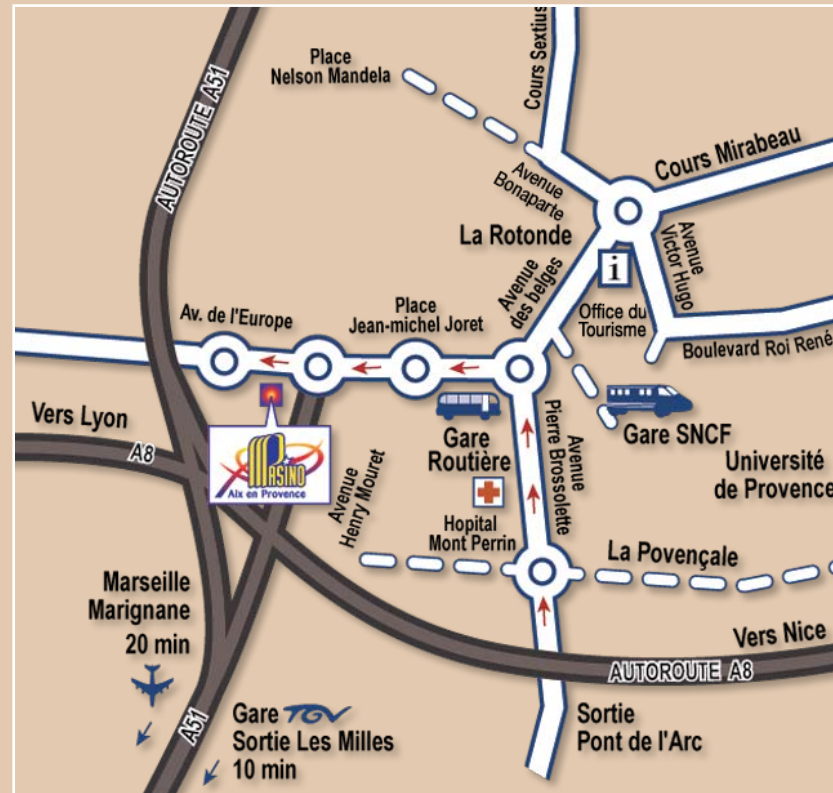 Place
Nelson Mandela
Cours Sextius
AUTOROUTE A51
Cours Mirabeau
Avenue
Bonaparte
La Rotonde
Avenue
Victor Hugo
i
Avenue
des belges
Office du
Tourisme
Av. de l'Europe
Place
Jean-michel Joret
Boulevard Roi René
Vers Lyon
A8
PASINO
Aix en Provence
Gare
Routière
Avenue
Pierre Brossolette
Gare SNCF
Université
de Provence
Avenue
Henry Mouret
Hopital
Mont Perrin
La Povençale
Marseille
Marignane
20 min
Vers Nice
AUTOROUTE A8
A51
Gare TGV
Sortie Les Milles
10 min
Sortie
Pont de l'Arc